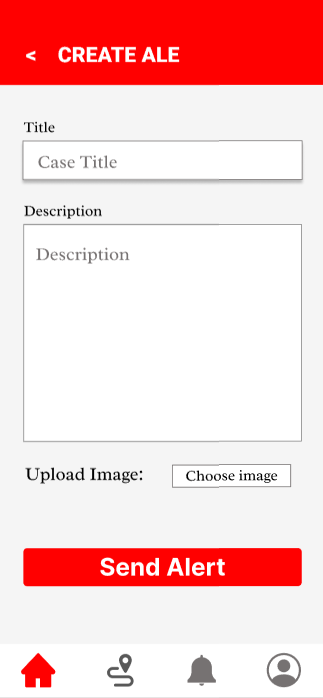 < CREATE ALE
Title
Case Title
Description
Description
Upload Image: Choose image
Send Alert